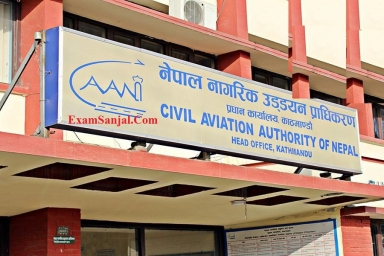 नेपाल नागरिक उड्डयन प्राधिकरण
प्रधान कार्यालय काठमाण्डौ
CAAN
CIVIL AVIATION AUTHORITY OF NEPAL
HEAD OFFICE, KATHMANDU
ExamSanjal.Com